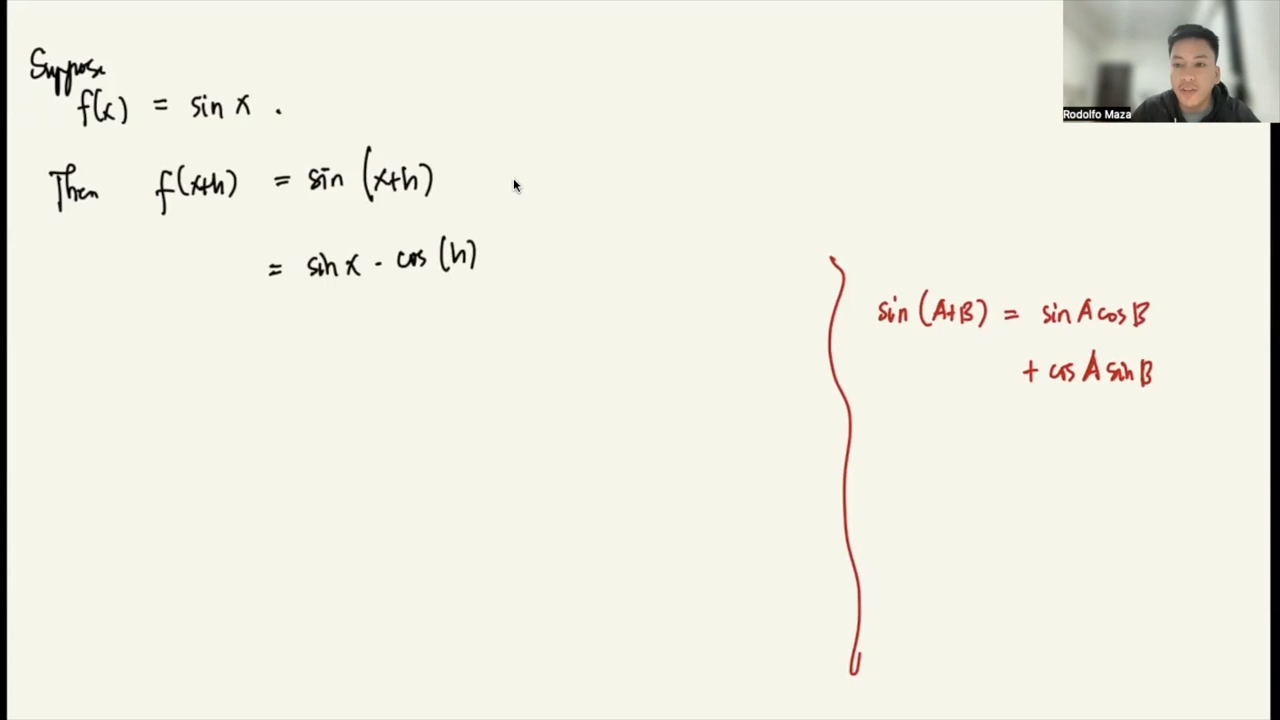 Suppose
f(x) = sin x .
Then f(x+h) = sin (x+h)
= sin x - cos (h)
sin (A+B) = sin A cos B
+ cos A sin B
Rodolfo Maza